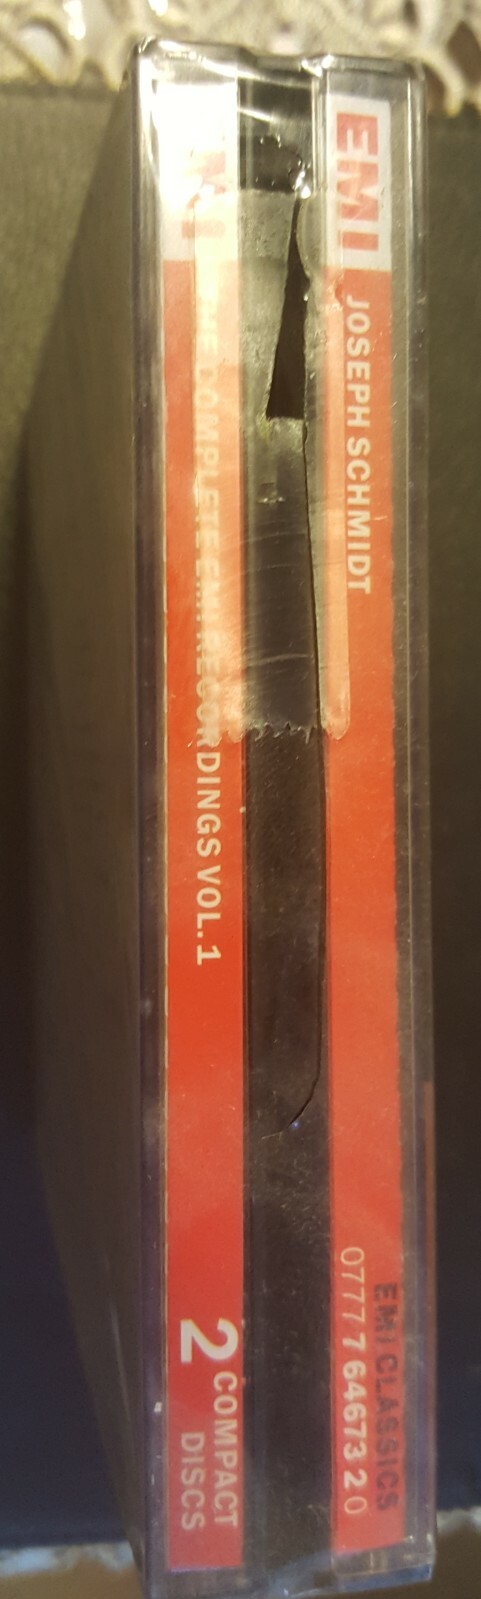 EMI
JOSEPH SCHMIDT
EMI CLASSICS
0777 7 64673 2 0
THE COMPLETE EMI RECORDINGS VOL. 1
2 COMPACT
DISCS